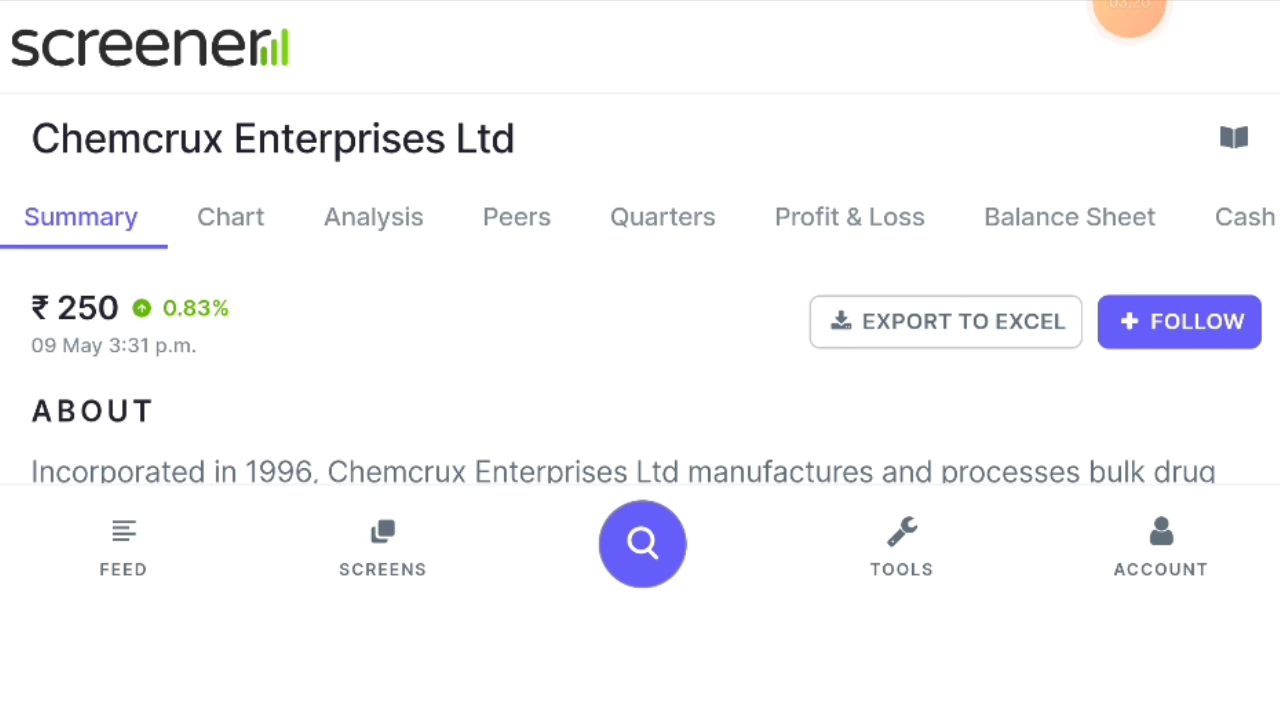 03:20
screener
Chemcrux Enterprises Ltd
Summary Chart Analysis Peers Quarters Profit & Loss Balance Sheet Cash
₹ 250 0.83%
09 May 3:31 p.m.
EXPORT TO EXCEL
+ FOLLOW
ABOUT
Incorporated in 1996, Chemcrux Enterprises Ltd manufactures and processes bulk drug
FEED SCREENS TOOLS ACCOUNT